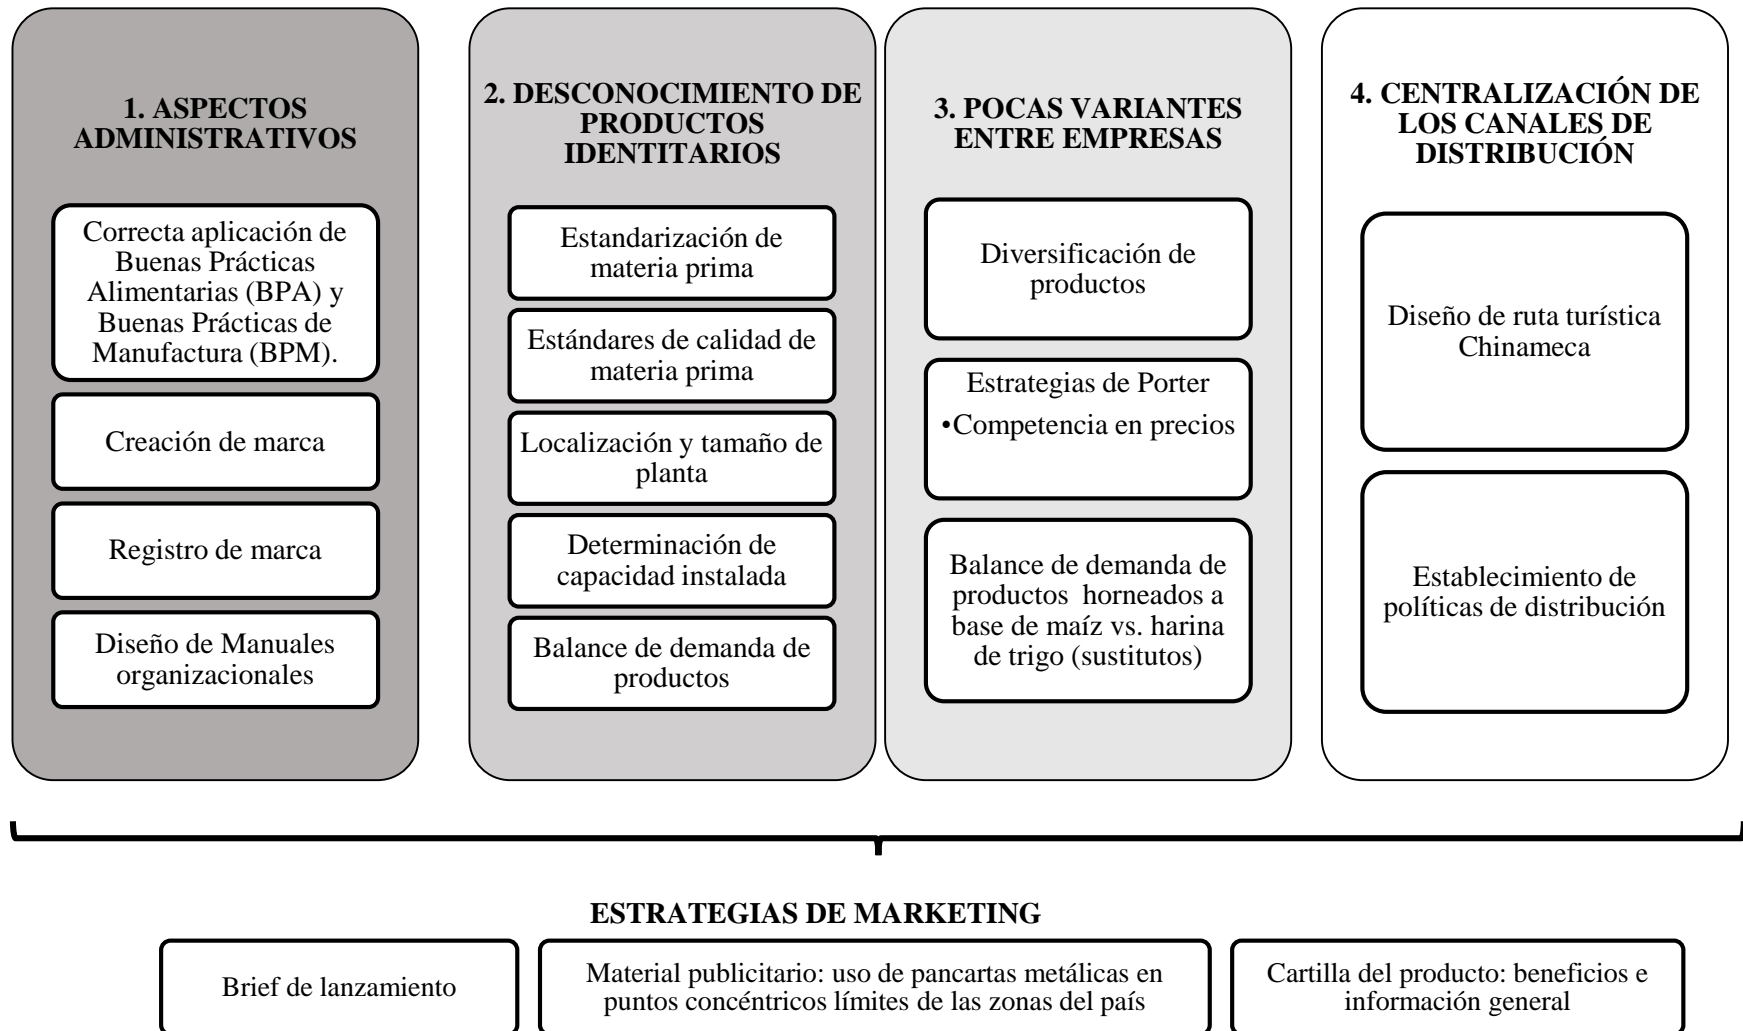 1. ASPECTOS
ADMINISTRATIVOS
Correcta aplicación de
Buenas Prácticas
Alimentarias (BPA) y
Buenas Prácticas de
Manufactura (BPM).
Creación de marca
Registro de marca
Diseño de Manuales
organizacionales
2. DESCONOCIMIENTO DE
PRODUCTOS
IDENTITARIOS
Estandarización de
materia prima
Estándares de calidad de
materia prima
Localización y tamaño de
planta
Determinación de
capacidad instalada
Balance de demanda de
productos
3. POCAS VARIANTES
ENTRE EMPRESAS
Diversificación de
productos
Estrategias de Porter
•Competencia en precios
Balance de demanda de
productos horneados a
base de maíz vs. harina
de trigo (sustitutos)
4. CENTRALIZACIÓN DE
LOS CANALES DE
DISTRIBUCIÓN
Diseño de ruta turística
Chinameca
Establecimiento de
políticas de distribución
ESTRATEGIAS DE MARKETING
Brief de lanzamiento
Material publicitario: uso de pancartas metálicas en
puntos concéntricos límites de las zonas del país
Cartilla del producto: beneficios e
información general